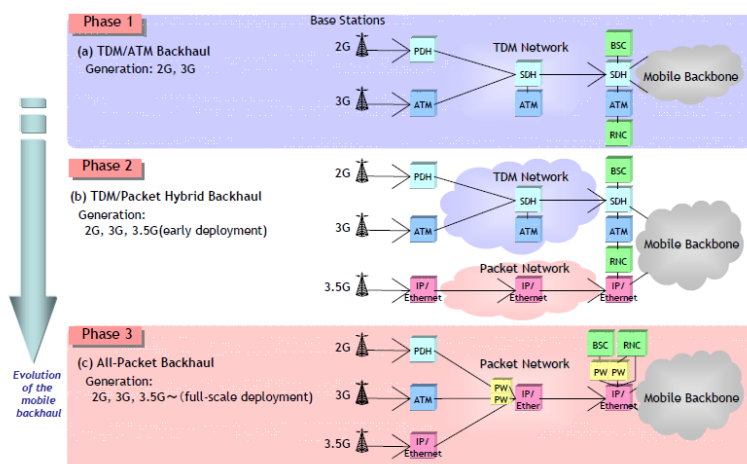 Phase 1
Base Stations
(a) TDM/ATM Backhaul
Generation: 2G, 3G
2G
PDH
TDM Network
BSC
SDH
SDH
Mobile Backbone
3G
ATM
ATM
ATM
RNC
Phase 2
(b) TDM/Packet Hybrid Backhaul
Generation:
2G, 3G, 3.5G(early deployment)
2G
PDH
TDM Network
BSC
SDH
SDH
3G
ATM
ATM
ATM
Mobile Backbone
RNC
Packet Network
3.5G
IP/
Ethernet
IP/
Ethernet
IP/
Ethernet
Phase 3
(c) All-Packet Backhaul
Generation:
2G, 3G, 3.5G～(full-scale deployment)
2G
PDH
Packet Network
BSC
RNC
PW PW
3G
ATM
PW
PW
IP/
Ether
IP/
Ethernet
Mobile Backbone
3.5G
IP/
Ethernet
Evolution
of the
mobile
backhaul